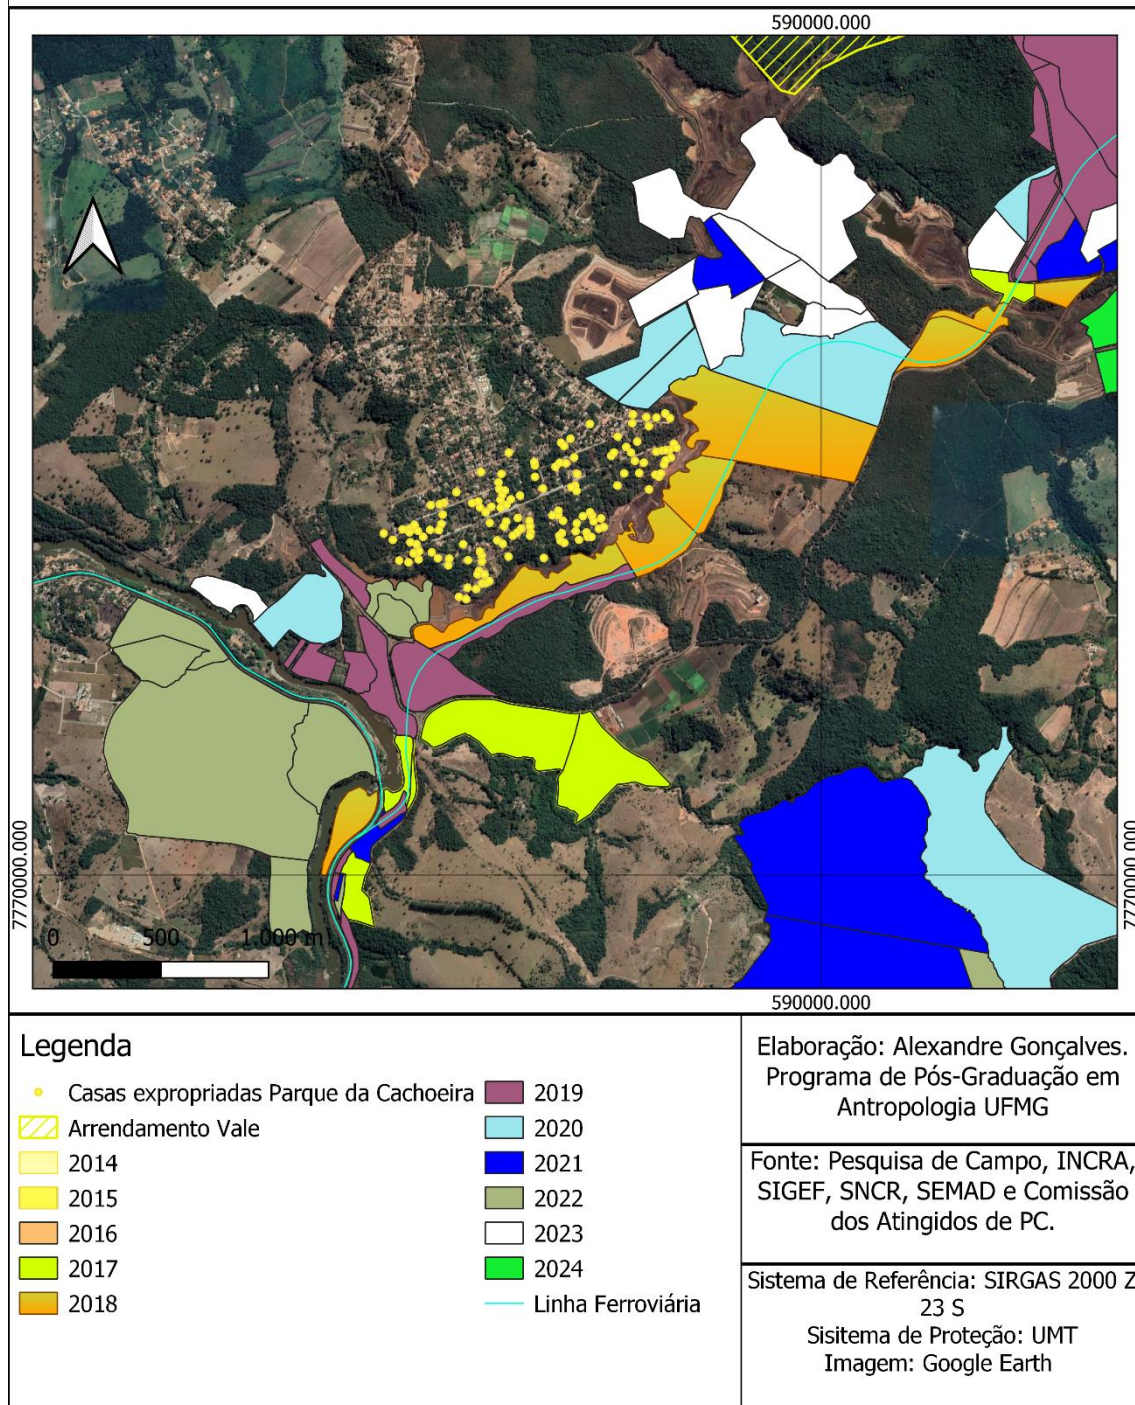 590000.000
7770000.000
7770000.000
0 500 1.000 m
590000.000
Legenda
Casas expropriadas Parque da Cachoeira
Arrendamento Vale
2014
2015
2016
2017
2018
2019
2020
2021
2022
2023
2024
Linha Ferroviária
Elaboração: Alexandre Gonçalves.
Programa de Pós-Graduação em
Antropologia UFMG
Fonte: Pesquisa de Campo, INCRA,
SIGEF, SNCR, SEMAD e Comissão
dos Atingidos de PC.
Sistema de Referência: SIRGAS 2000 Z
23 S
Sisitema de Proteção: UMT
Imagem: Google Earth